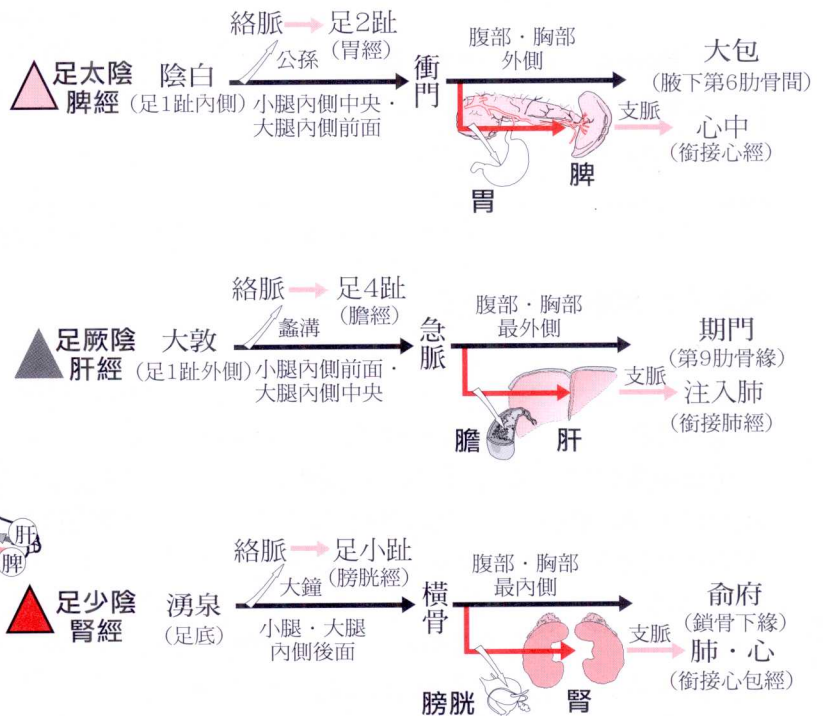 絡脈 足2趾
(胃經)
公孫
足太陰
脾經
陰白
(足1趾內側)
小腿內側中央・
大腿內側前面
衝門
腹部・胸部
外側
大包
(腋下第6肋骨間)
支脈
心中
(銜接心經)
胃
脾
絡脈 足4趾
(膽經)
蠡溝
足厥陰
肝經
大敦
(足1趾外側)
小腿內側前面・
大腿內側中央
急脈
腹部・胸部
最外側
期門
(第9肋骨緣)
支脈
注入肺
(銜接肺經)
膽
肝
肝
脾
絡脈 足小趾
(膀胱經)
大鐘
足少陰
腎經
湧泉
(足底)
小腿・大腿
內側後面
橫骨
腹部・胸部
最內側
俞府
(鎖骨下緣)
支脈
肺・心
(銜接心包經)
膀胱
腎